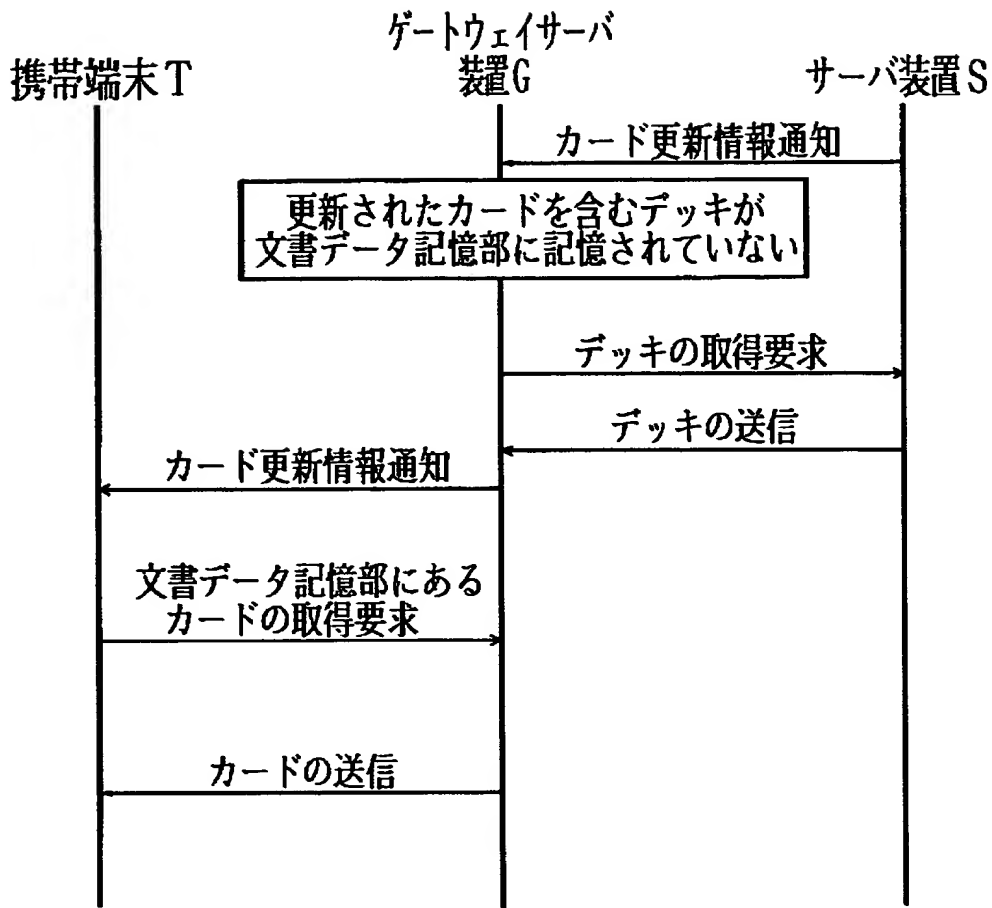 ゲートウェイサーバ
携帯端末T
装置G
サーバ装置S
カード更新情報通知
更新されたカードを含むデッキが
文書データ記憶部に記憶されていない
デッキの取得要求
デッキの送信
カード更新情報通知
文書データ記憶部にある
カードの取得要求
カードの送信